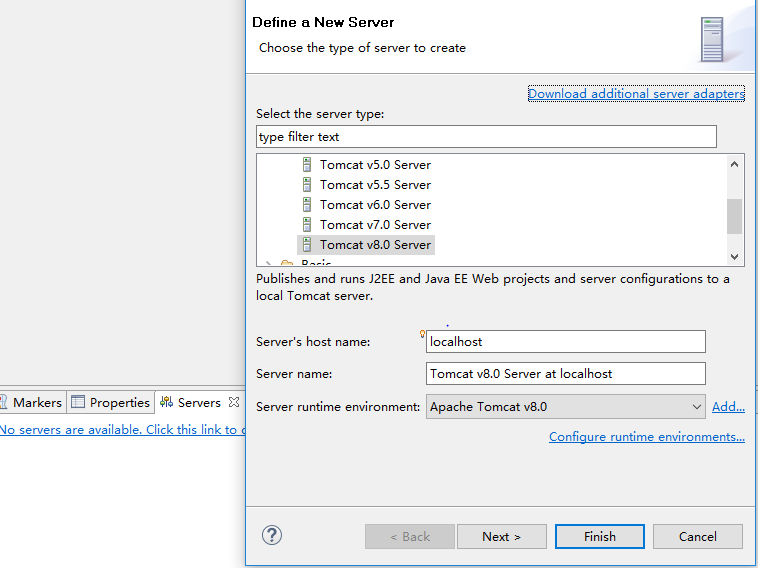 Define a New Server
Choose the type of server to create
Download additional server adapters
Select the server type:
type filter text
Tomcat v5.0 Server
Tomcat v5.5 Server
Tomcat v6.0 Server
Tomcat v7.0 Server
Tomcat v8.0 Server
Basic
Publishes and runs J2EE and Java EE Web projects and server configurations to a
local Tomcat server.
Server's host name: localhost
Server name: Tomcat v8.0 Server at localhost
Server runtime environment: Apache Tomcat v8.0 Add...
Configure runtime environments...
Markers Properties Servers
No servers are available. Click this link to
? < Back Next > Finish Cancel